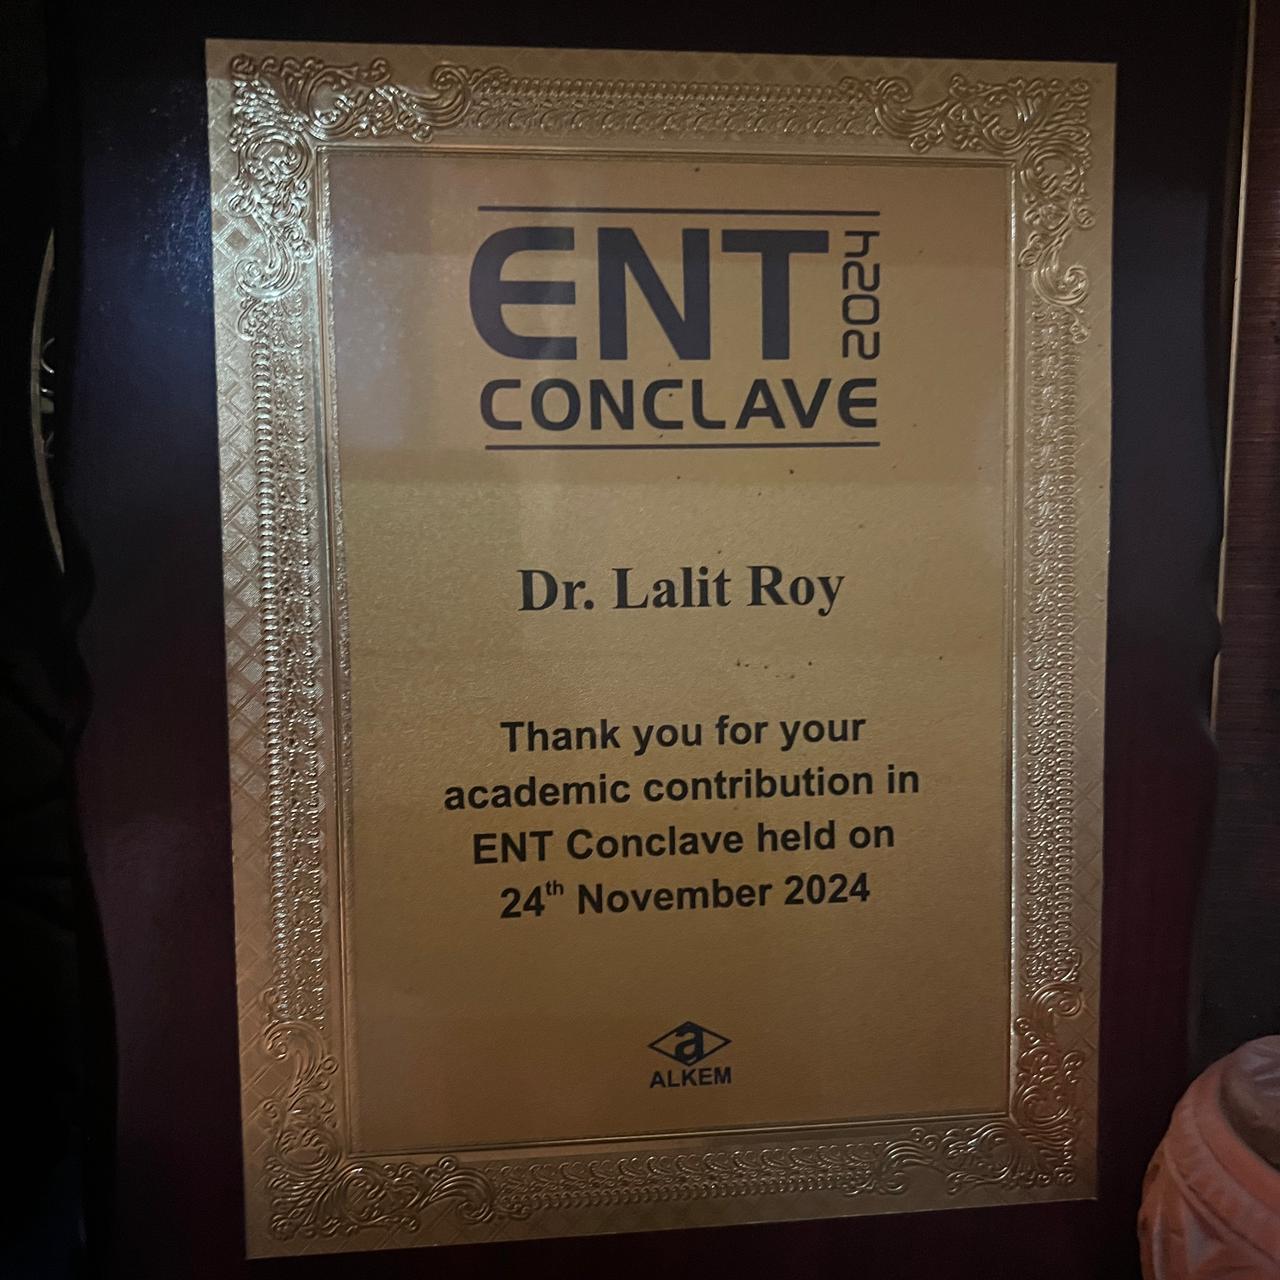 ENT 2024
CONCLAVE
Dr. Lalit Roy
Thank you for your
academic contribution in
ENT Conclave held on
24th November 2024
a
ALKEM